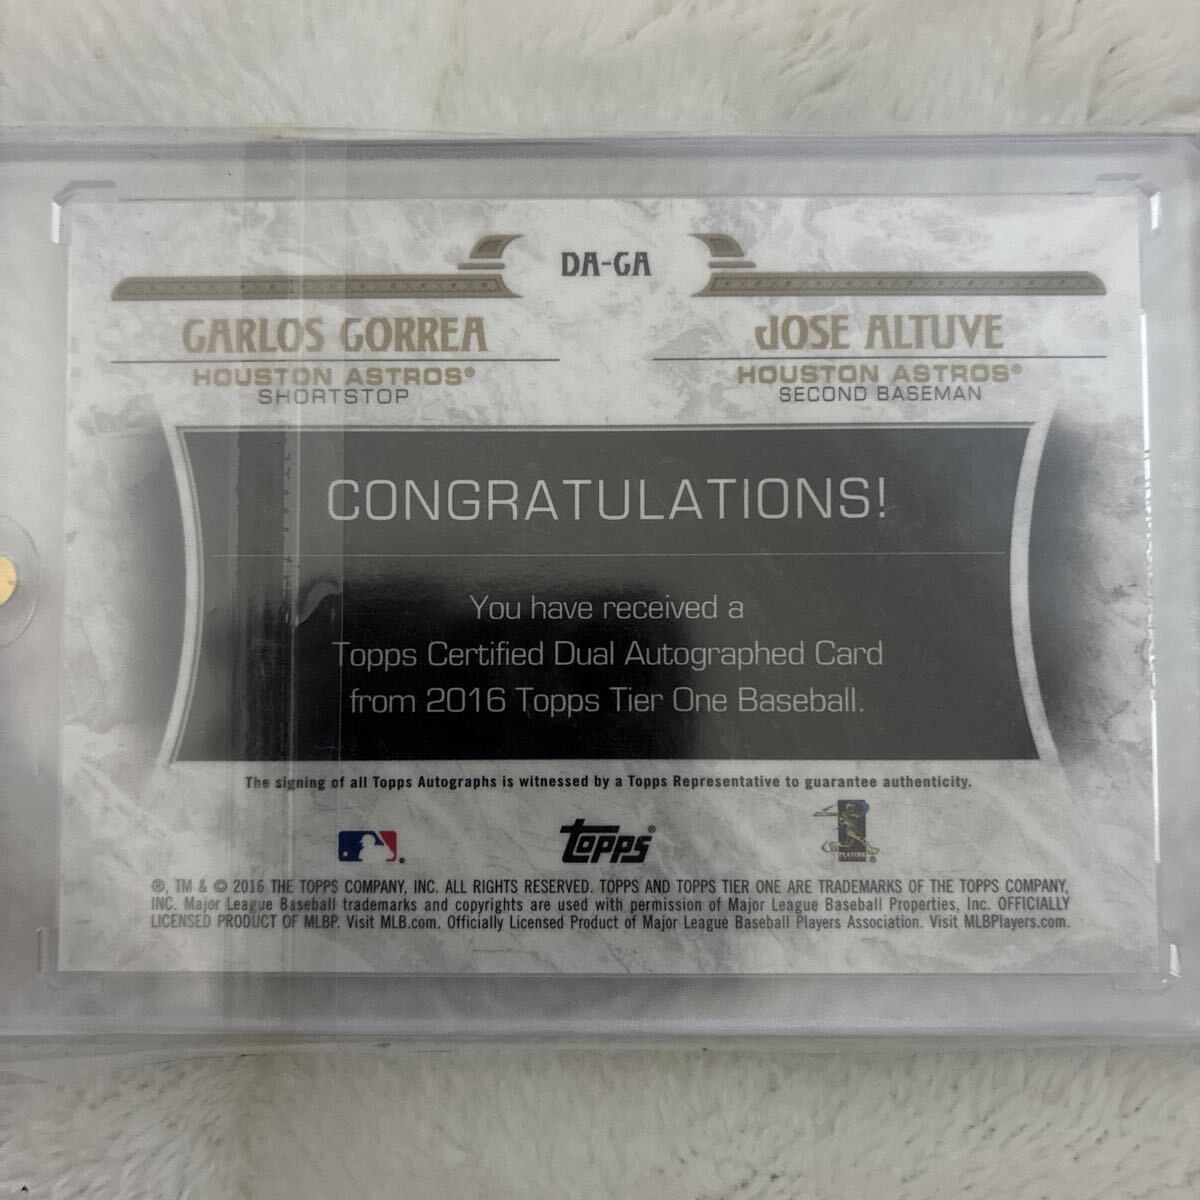 DA-CA
CARLOS CORREA
HOUSTON ASTROS®
SHORTSTOP
JOSE ALTUVE
HOUSTON ASTROS®
SECOND BASEMAN
CONGRATULATIONS!
You have received a
Topps Certified Dual Autographed Card
from 2016 Topps Tier One Baseball.
The signing of all Topps Autographs is witnessed by a Topps Representative to guarantee authenticity.
topps®
PLAYERS
®, TM & © 2016 THE TOPPS COMPANY, INC. ALL RIGHTS RESERVED. TOPPS AND TOPPS TIER ONE ARE TRADEMARKS OF THE TOPPS COMPANY,
INC. Major League Baseball trademarks and copyrights are used with permission of Major League Baseball Properties, Inc. OFFICIALLY
LICENSED PRODUCT OF MLBP. Visit MLB.com. Officially Licensed Product of Major League Baseball Players Association. Visit MLBPlayers.com.